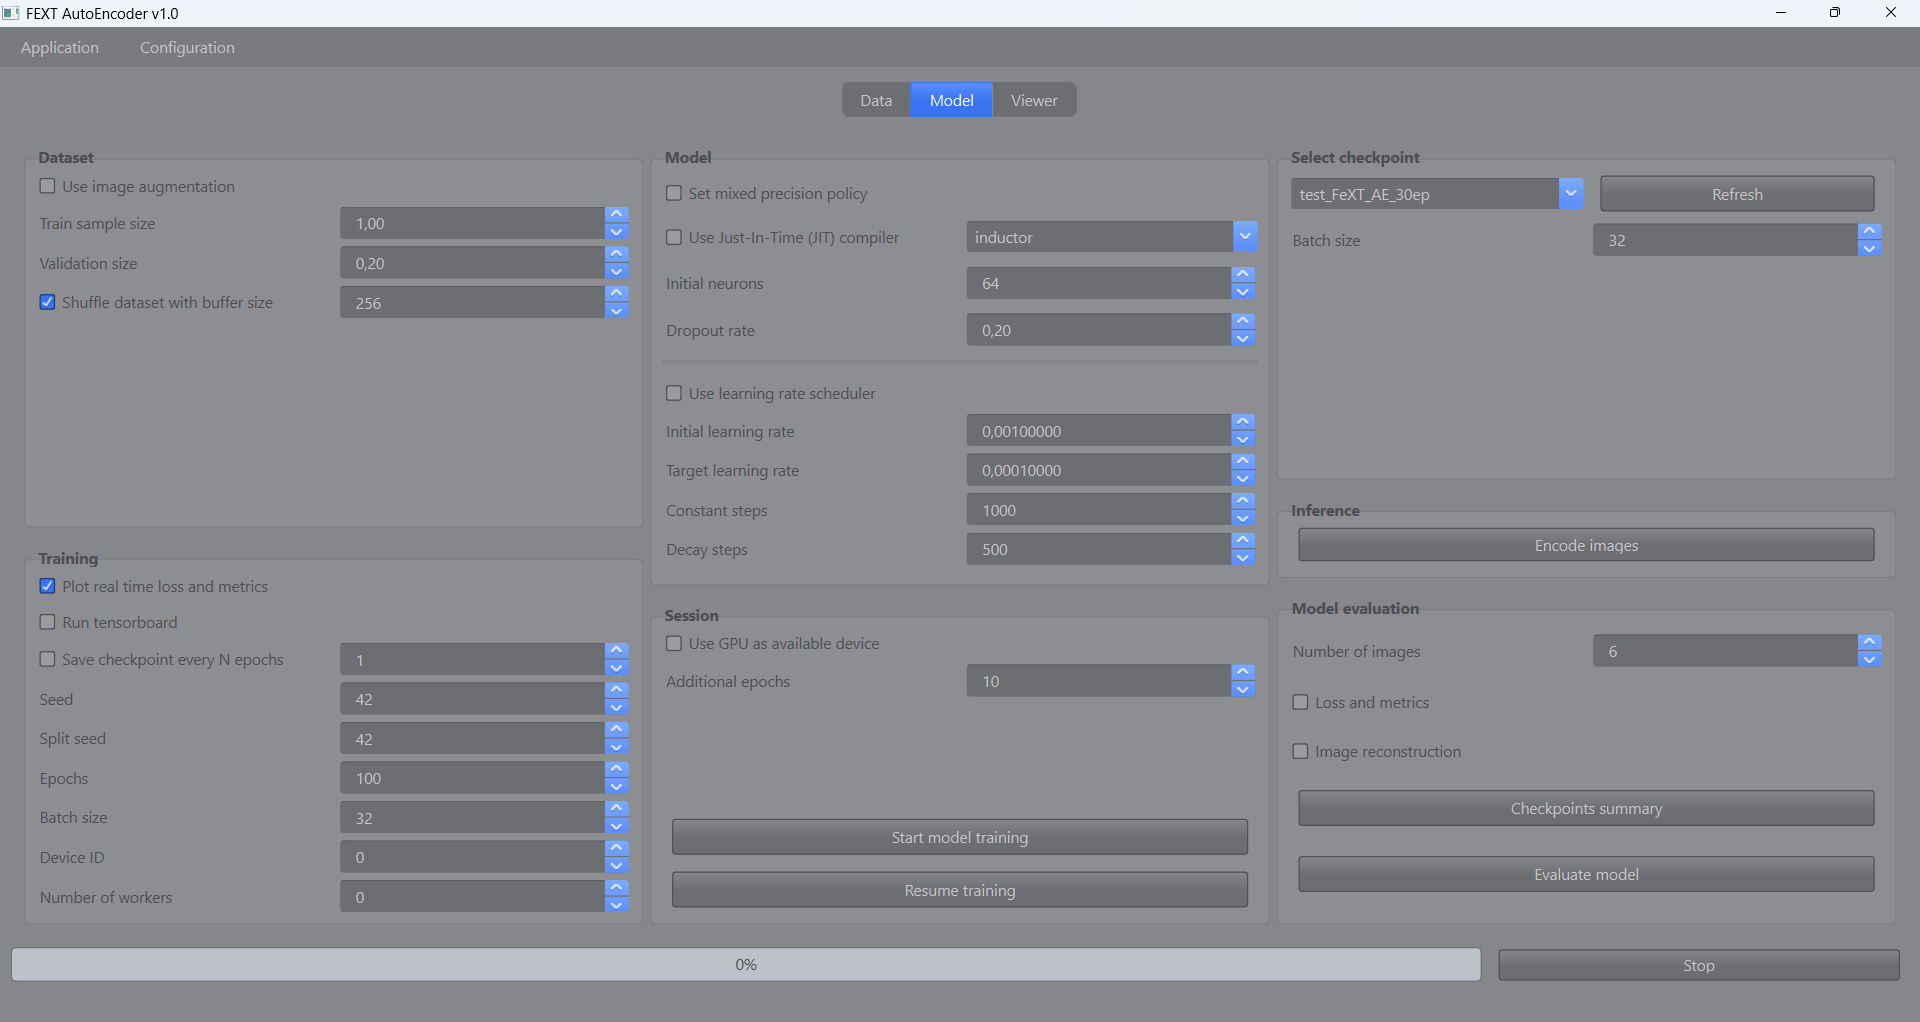 FEXT AutoEncoder v1.0
Application Configuration
Data Model Viewer
Dataset
Use image augmentation
Train sample size 1,00
Validation size 0,20
Shuffle dataset with buffer size 256
Training
Plot real time loss and metrics
Run tensorboard
Save checkpoint every N epochs 1
Seed 42
Split seed 42
Epochs 100
Batch size 32
Device ID 0
Number of workers 0
Model
Set mixed precision policy
Use Just-In-Time (JIT) compiler inductor
Initial neurons 64
Dropout rate 0,20
Use learning rate scheduler
Initial learning rate 0,00100000
Target learning rate 0,00010000
Constant steps 1000
Decay steps 500
Session
Use GPU as available device
Additional epochs 10
Start model training
Resume training
Select checkpoint
test_FeXT_AE_30ep Refresh
Batch size 32
Inference
Encode images
Model evaluation
Number of images 6
Loss and metrics
Image reconstruction
Checkpoints summary
Evaluate model
0% Stop